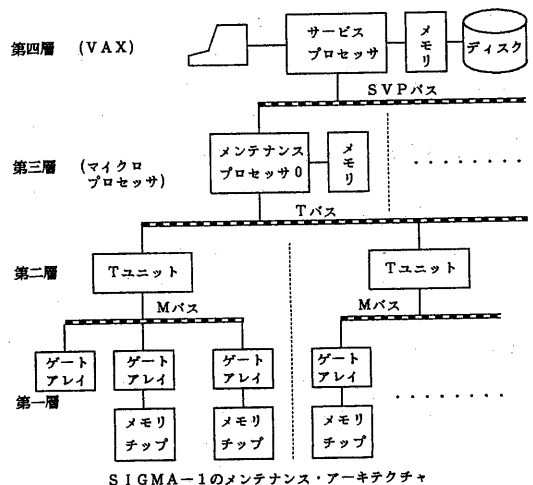 第四層 (VAX)
サービス
プロセッサ
メモリ
ディスク
SVPバス
第三層 (マイクロ
プロセッサ)
メンテナンス
プロセッサ0
メモリ
Tバス
第二層
Tユニット
Tユニット
Mバス
Mバス
第一層
ゲート
アレイ
ゲート
アレイ
ゲート
アレイ
ゲート
アレイ
メモリ
チップ
メモリ
チップ
メモリ
チップ
SIGMA-1のメンテナンス・アーキテクチャ